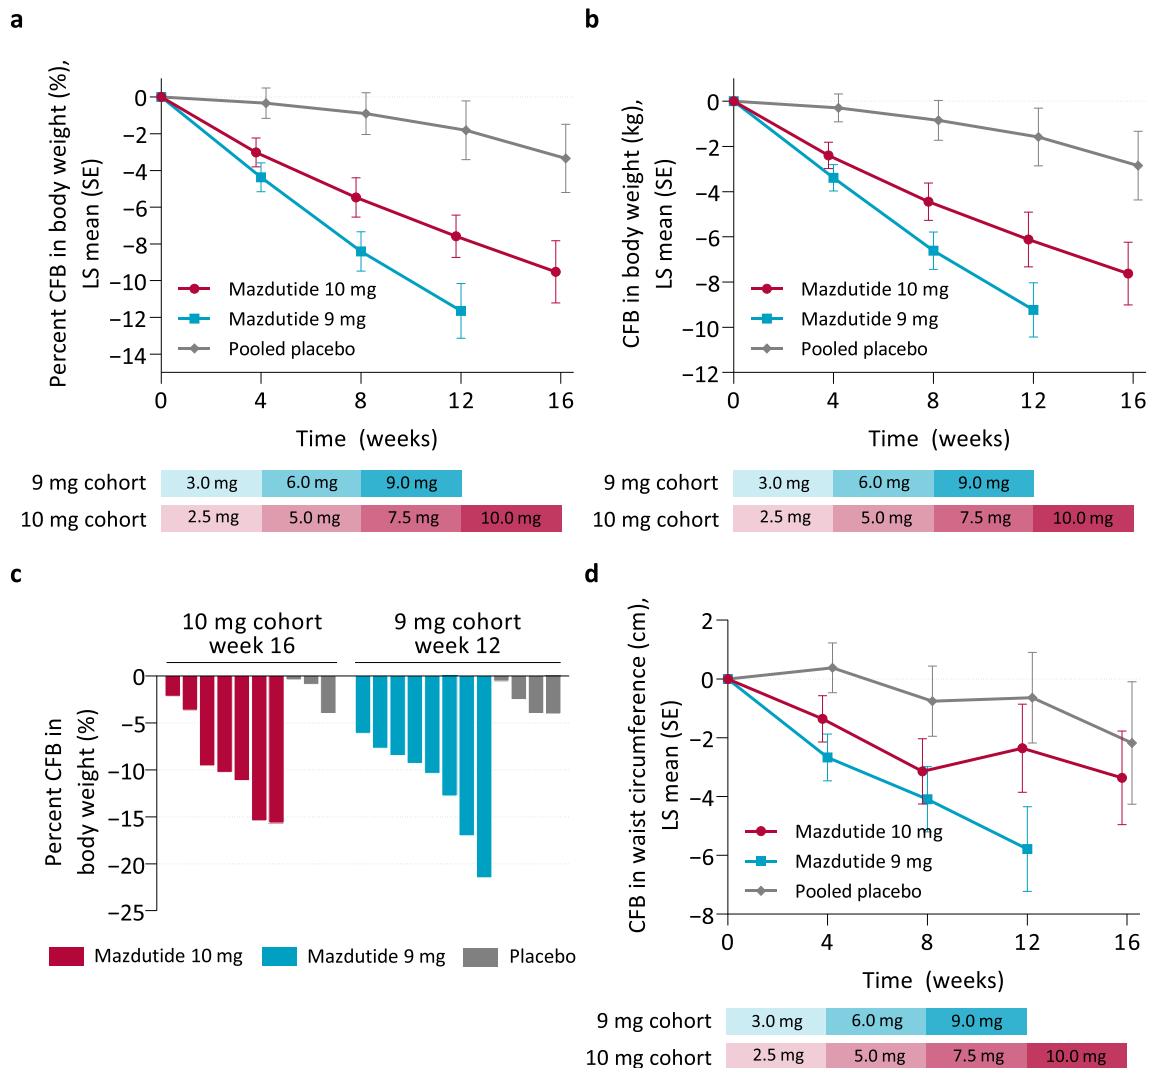 a
Percent CFB in body weight (%),
LS mean (SE)
0
−2
−4
−6
−8
−10
−12
−14
Mazdutide 10 mg
Mazdutide 9 mg
Pooled placebo
0 4 8 12 16
Time (weeks)
9 mg cohort 3.0 mg 6.0 mg 9.0 mg
10 mg cohort 2.5 mg 5.0 mg 7.5 mg 10.0 mg
b
CFB in body weight (kg),
LS mean (SE)
0
−2
−4
−6
−8
−10
−12
Mazdutide 10 mg
Mazdutide 9 mg
Pooled placebo
0 4 8 12 16
Time (weeks)
9 mg cohort 3.0 mg 6.0 mg 9.0 mg
10 mg cohort 2.5 mg 5.0 mg 7.5 mg 10.0 mg
c
10 mg cohort
week 16
9 mg cohort
week 12
Percent CFB in
body weight (%)
0
−5
−10
−15
−20
−25
Mazdutide 10 mg Mazdutide 9 mg Placebo
d
CFB in waist circumference (cm),
LS mean (SE)
2
0
−2
−4
−6
−8
Mazdutide 10 mg
Mazdutide 9 mg
Pooled placebo
0 4 8 12 16
Time (weeks)
9 mg cohort 3.0 mg 6.0 mg 9.0 mg
10 mg cohort 2.5 mg 5.0 mg 7.5 mg 10.0 mg